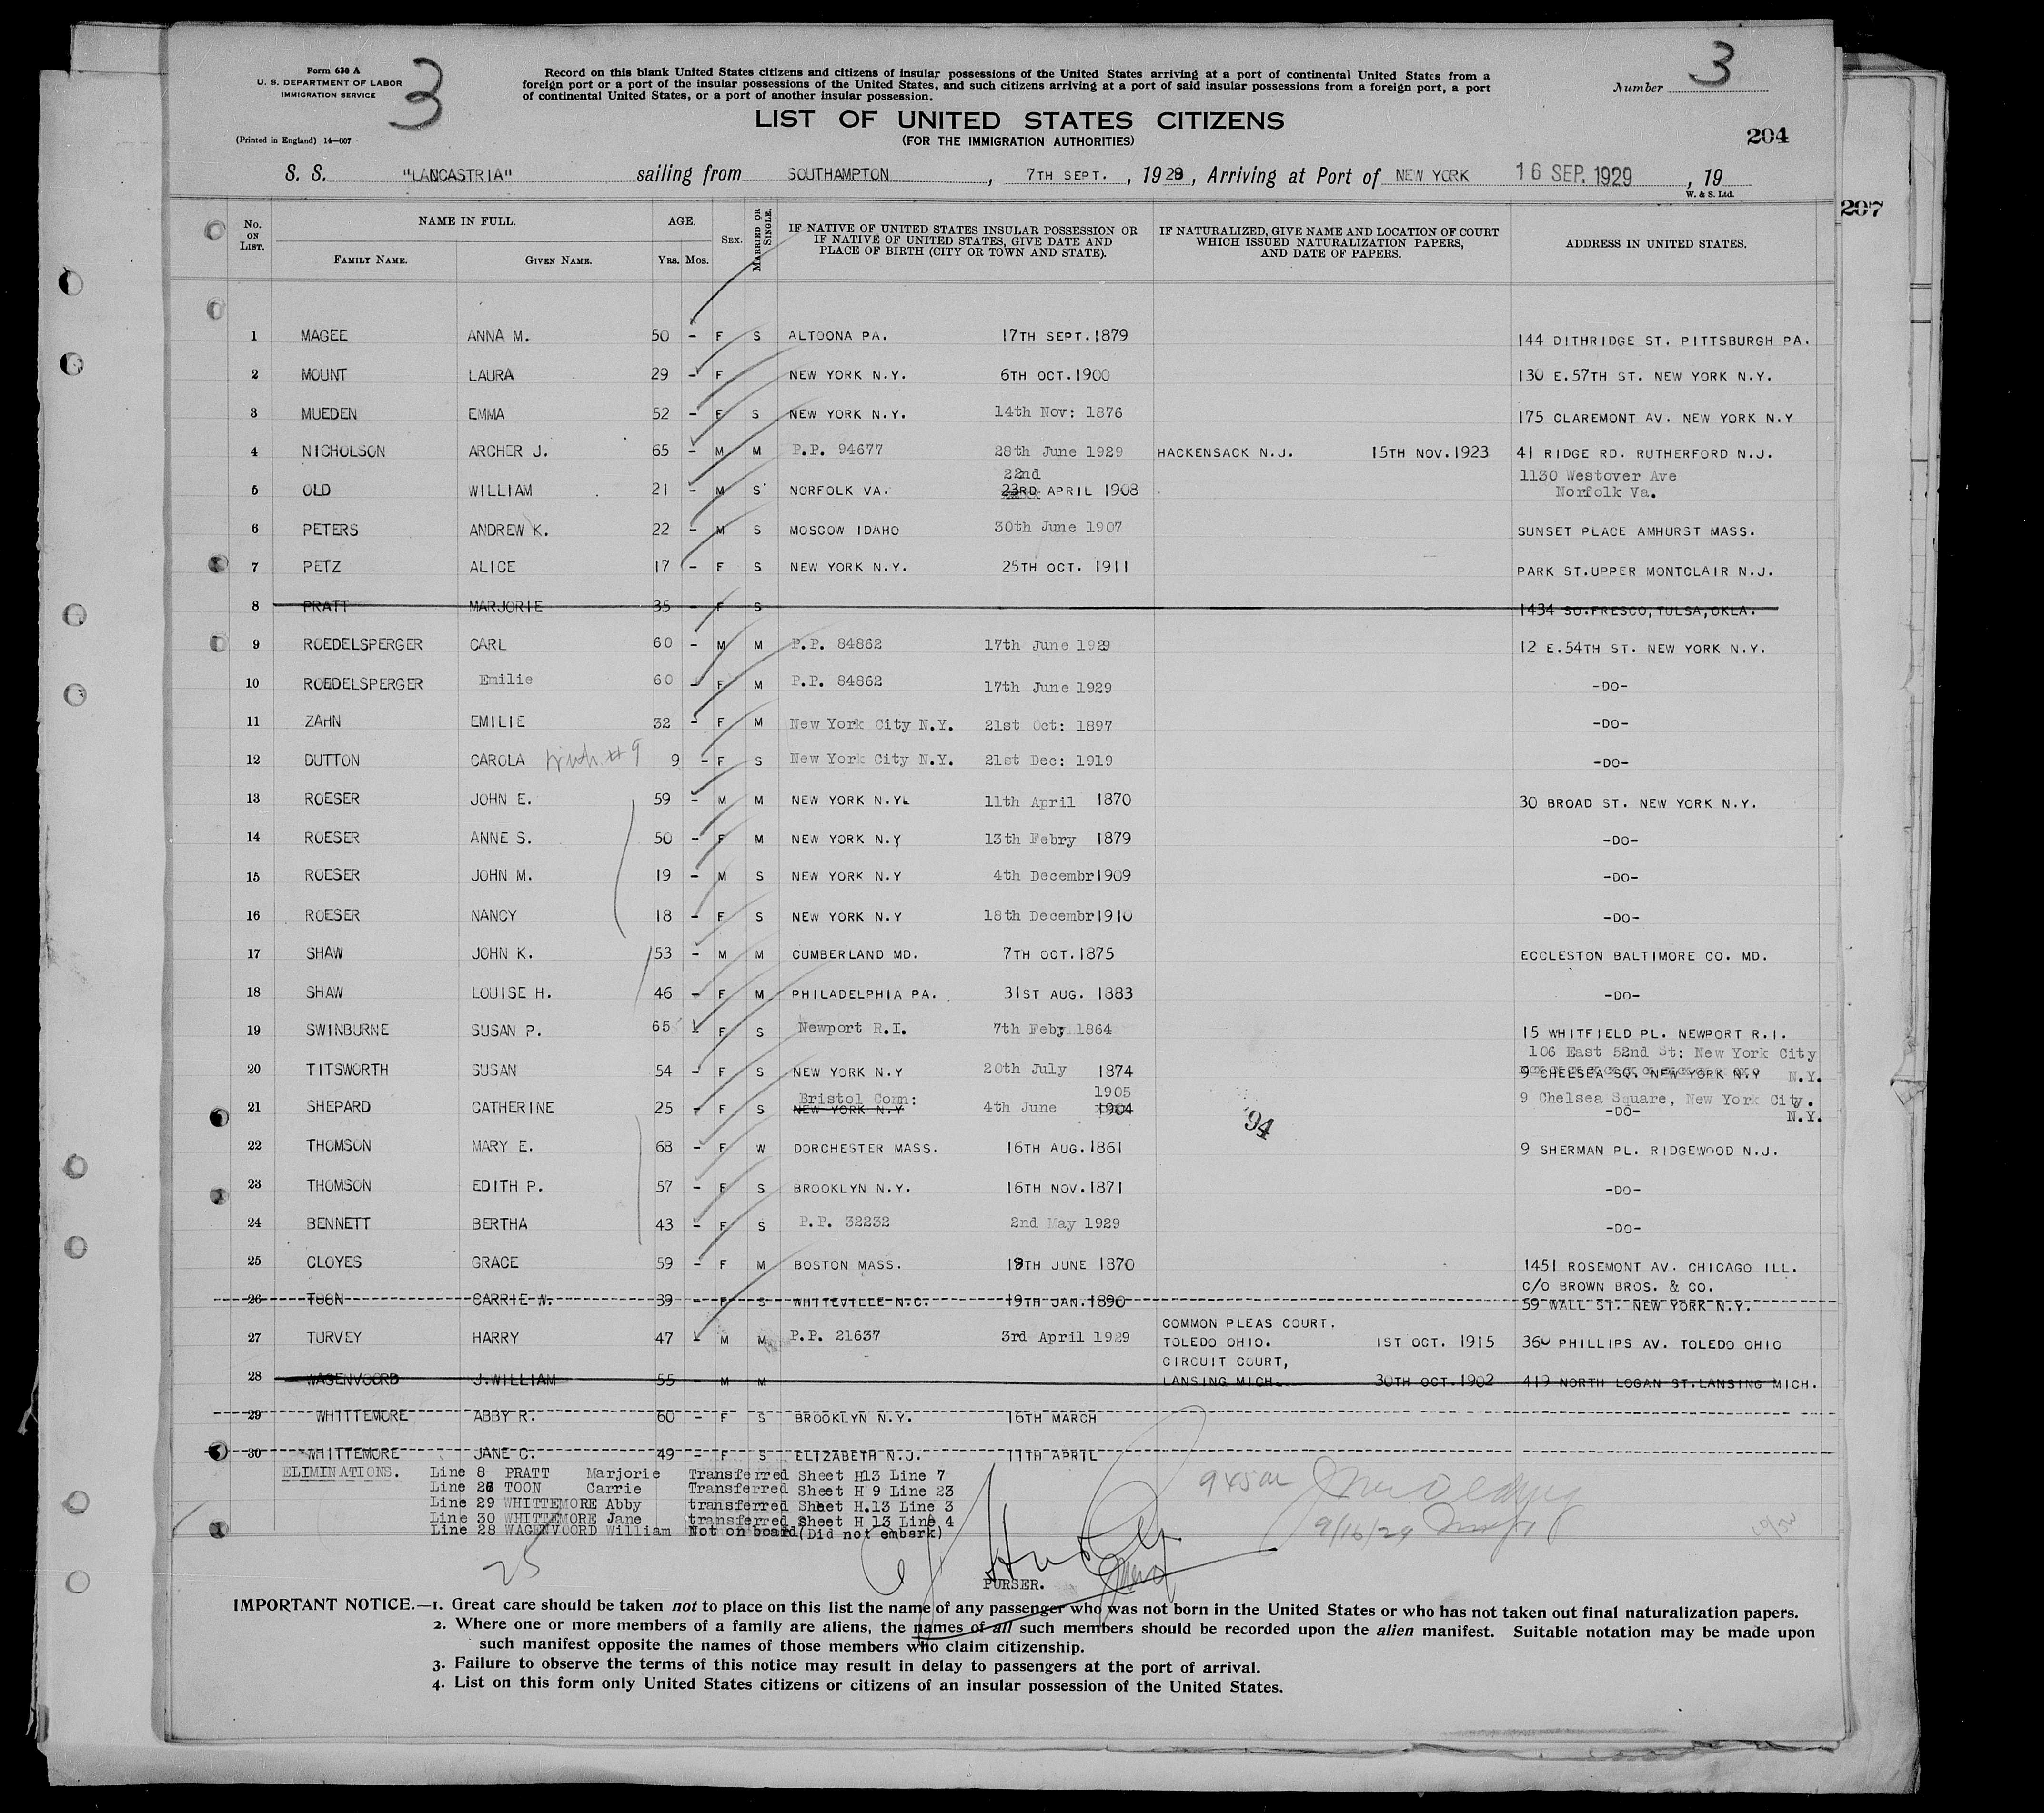 Form 630 A
U. S. DEPARTMENT OF LABOR
IMMIGRATION SERVICE
(Printed in England) 14—607
3
Record on this blank United States citizens and citizens of insular possessions of the United States arriving at a port of continental United States from a
foreign port or a port of the insular possessions of the United States, and such citizens arriving at a port of said insular possessions from a foreign port, a port
of continental United States, or a port of another insular possession.
Number 3
LIST OF UNITED STATES CITIZENS
(FOR THE IMMIGRATION AUTHORITIES)
204
S. S. "LANCASTRIA" sailing from SOUTHAMPTON, 7TH SEPT., 1929, Arriving at Port of NEW YORK 16 SEP. 1929, 19
W. & S. Ltd.
207
No. ON LIST. NAME IN FULL. FAMILY NAME. GIVEN NAME. AGE. YRS. MOS. SEX. MARRIED OR SINGLE. IF NATIVE OF UNITED STATES INSULAR POSSESSION OR IF NATIVE OF UNITED STATES, GIVE DATE AND PLACE OF BIRTH (CITY OR TOWN AND STATE). IF NATURALIZED, GIVE NAME AND LOCATION OF COURT WHICH ISSUED NATURALIZATION PAPERS, AND DATE OF PAPERS. ADDRESS IN UNITED STATES.
1 MAGEE ANNA M. 50 - F S ALTOONA PA. 17TH SEPT.1879 144 DITHRIDGE ST. PITTSBURGH PA.
2 MOUNT LAURA 29 - F NEW YORK N.Y. 6TH OCT.1900 130 E.57TH ST. NEW YORK N.Y.
3 MUEDEN EMMA 52 - F S NEW YORK N.Y. 14th Nov: 1876 175 CLAREMONT AV. NEW YORK N.Y
4 NICHOLSON ARCHER J. 65 - M M P.P. 94677 28th June 1929 HACKENSACK N.J. 15TH NOV.1923 41 RIDGE RD. RUTHERFORD N.J.
22nd 1130 Westover Ave
5 OLD WILLIAM 21 - M S NORFOLK VA. 23RD APRIL 1908 Norfolk Va.
6 PETERS ANDREW K. 22 - M S MOSCOW IDAHO 30th June 1907 SUNSET PLACE AMHURST MASS.
7 PETZ ALICE 17 - F S NEW YORK N.Y. 25TH OCT. 1911 PARK ST.UPPER MONTCLAIR N.J.
8 PRATT MARJORIE 35 - F S 1434 SO.FRESCO,TULSA,OKLA.
9 ROEDELSPERGER CARL 60 - M M P.P. 84862 17th June 1929 12 E.54TH ST. NEW YORK N.Y.
10 ROEDELSPERGER Emilie 60 - F M P.P. 84862 17th June 1929 -DO-
11 ZAHN EMILIE 32 - F M New York City N.Y. 21st Oct: 1897 -DO-
12 DUTTON CAROLA with #9 9 - F S New York City N.Y. 21st Dec: 1919 -DO-
13 ROESER JOHN E. 59 - M M NEW YORK N.Y. 11th April 1870 30 BROAD ST. NEW YORK N.Y.
14 ROESER ANNE S. 50 - F M NEW YORK N.Y 13th Febry 1879 -DO-
15 ROESER JOHN M. 19 - M S NEW YORK N.Y 4th Decembr1909 -DO-
16 ROESER NANCY 18 - F S NEW YORK N.Y 18th Decembr1910 -DO-
17 SHAW JOHN K. 53 - M M CUMBERLAND MD. 7TH OCT.1875 ECCLESTON BALTIMORE CO. MD.
18 SHAW LOUISE H. 46 - F M PHILADELPHIA PA. 31ST AUG. 1883 -DO-
19 SWINBURNE SUSAN P. 65 - F S Newport R.I. 7th Feby 1864 15 WHITFIELD PL. NEWPORT R.I.
106 East 52nd St: New York City
20 TITSWORTH SUSAN 54 - F S NEW YORK N.Y 20th July 1874 9 CHELSEA SQ. NEW YORK N.Y N.Y.
Bristol Conn: 1905 9 Chelsea Square, New York City.
21 SHEPARD CATHERINE 25 - F S NEW YORK N.Y 4th June 1904 -DO- N.Y.
'94
22 THOMSON MARY E. 68 - F W DORCHESTER MASS. 16TH AUG.1861 9 SHERMAN PL. RIDGEWOOD N.J.
23 THOMSON EDITH P. 57 - F S BROOKLYN N.Y. 16TH NOV.1871 -DO-
24 BENNETT BERTHA 43 - F S P.P. 32232 2nd May 1929 -DO-
25 CLOYES GRACE 59 - F M BOSTON MASS. 18TH JUNE 1870 1451 ROSEMONT AV. CHICAGO ILL.
C/O BROWN BROS. & CO.
26 TOON CARRIE W. 39 - F S WHITEVILLE N.C. 19TH JAN.1890 59 WALL ST. NEW YORK N.Y.
COMMON PLEAS COURT.
27 TURVEY HARRY 47 - M M P.P. 21637 3rd April 1929 TOLEDO OHIO. 1ST OCT. 1915 360 PHILLIPS AV. TOLEDO OHIO
CIRCUIT COURT,
28 WAGENVOORD J.WILLIAM 55 - M M LANSING MICH. 30TH OCT.1902 419 NORTH LOGAN ST.LANSING MICH.
29 WHITTEMORE ABBY R. 60 - F S BROOKLYN N.Y. 16TH MARCH
30 WHITTEMORE JANE C. 49 - F S ELIZABETH N.J. 11TH APRIL
ELIMINATIONS. Line 8 PRATT Marjorie Transferred Sheet H13 Line 7
Line 26 TOON Carrie Transferred Sheet H 9 Line 23
Line 29 WHITTEMORE Abby transferred Sheet H.13 Line 3
Line 30 WHITTEMORE Jane transferred Sheet H 13 Line 4
Line 28 WAGENVOORD William Not on board(Did not embark)
945 am
9/16/29
25
PURSER.
IMPORTANT NOTICE.—1. Great care should be taken not to place on this list the name of any passenger who was not born in the United States or who has not taken out final naturalization papers.
2. Where one or more members of a family are aliens, the names of all such members should be recorded upon the alien manifest. Suitable notation may be made upon
such manifest opposite the names of those members who claim citizenship.
3. Failure to observe the terms of this notice may result in delay to passengers at the port of arrival.
4. List on this form only United States citizens or citizens of an insular possession of the United States.